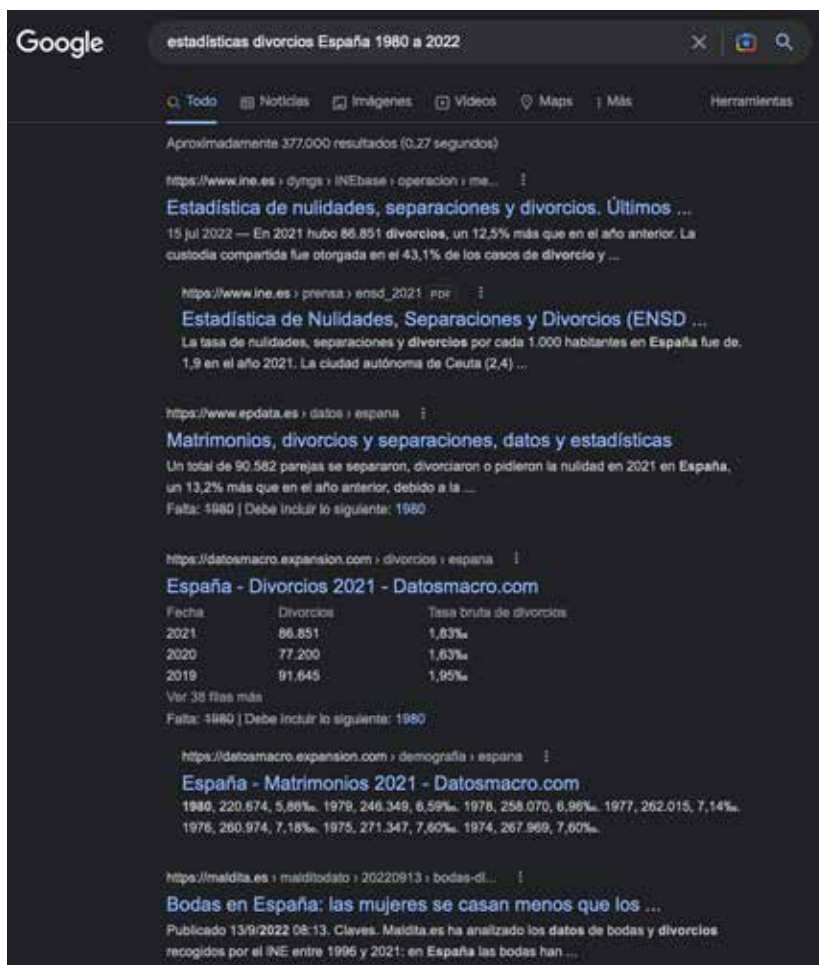 Google
estadísticas divorcios España 1980 a 2022
Todo Noticias Imágenes Vídeos Maps Más Herramientas
Aproximadamente 377.000 resultados (0,27 segundos)
https://www.ine.es › dyngs › INEbase › operacion › me...
Estadística de nulidades, separaciones y divorcios. Últimos ...
15 jul 2022 — En 2021 hubo 86.851 divorcios, un 12,5% más que en el año anterior. La
custodia compartida fue otorgada en el 43,1% de los casos de divorcio y ...
https://www.ine.es › prensa › ensd_2021 PDF
Estadística de Nulidades, Separaciones y Divorcios (ENSD ...
La tasa de nulidades, separaciones y divorcios por cada 1.000 habitantes en España fue de.
1,9 en el año 2021. La ciudad autónoma de Ceuta (2,4) ...
https://www.epdata.es › datos › espana
Matrimonios, divorcios y separaciones, datos y estadísticas
Un total de 90.582 parejas se separaron, divorciaron o pidieron la nulidad en 2021 en España,
un 13,2% más que en el año anterior, debido a la ...
Falta: 1980 | Debe incluir lo siguiente: 1980
https://datosmacro.expansion.com › divorcios › espana
España - Divorcios 2021 - Datosmacro.com
Fecha Divorcios Tasa bruta de divorcios
2021 86.851 1,83‰
2020 77.200 1,63‰
2019 91.645 1,95‰
Ver 38 filas más
Falta: 1980 | Debe incluir lo siguiente: 1980
https://datosmacro.expansion.com › demografia › espana
España - Matrimonios 2021 - Datosmacro.com
1980, 220.674, 5,86‰. 1979, 246.349, 6,59‰. 1978, 258.070, 6,96‰. 1977, 262.015, 7,14‰.
1976, 260.974, 7,18‰. 1975, 271.347, 7,60‰. 1974, 267.969, 7,60‰.
https://maldita.es › malditodato › 20220913 › bodas-di...
Bodas en España: las mujeres se casan menos que los ...
Publicado 13/9/2022 08:13. Claves. Maldita.es ha analizado los datos de bodas y divorcios
recogidos por el INE entre 1996 y 2021: en España las bodas han ...